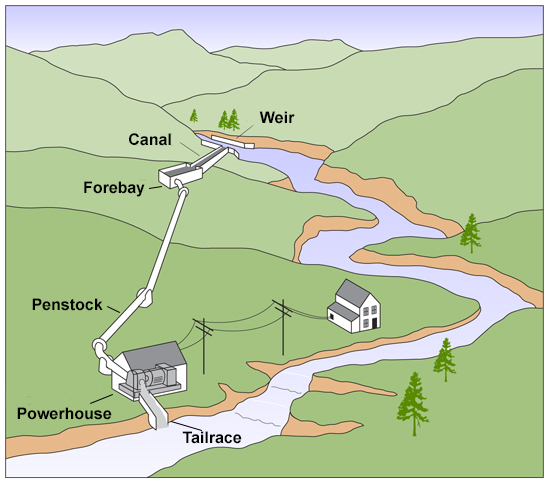 Weir
Canal
Forebay
Penstock
Powerhouse
Tailrace